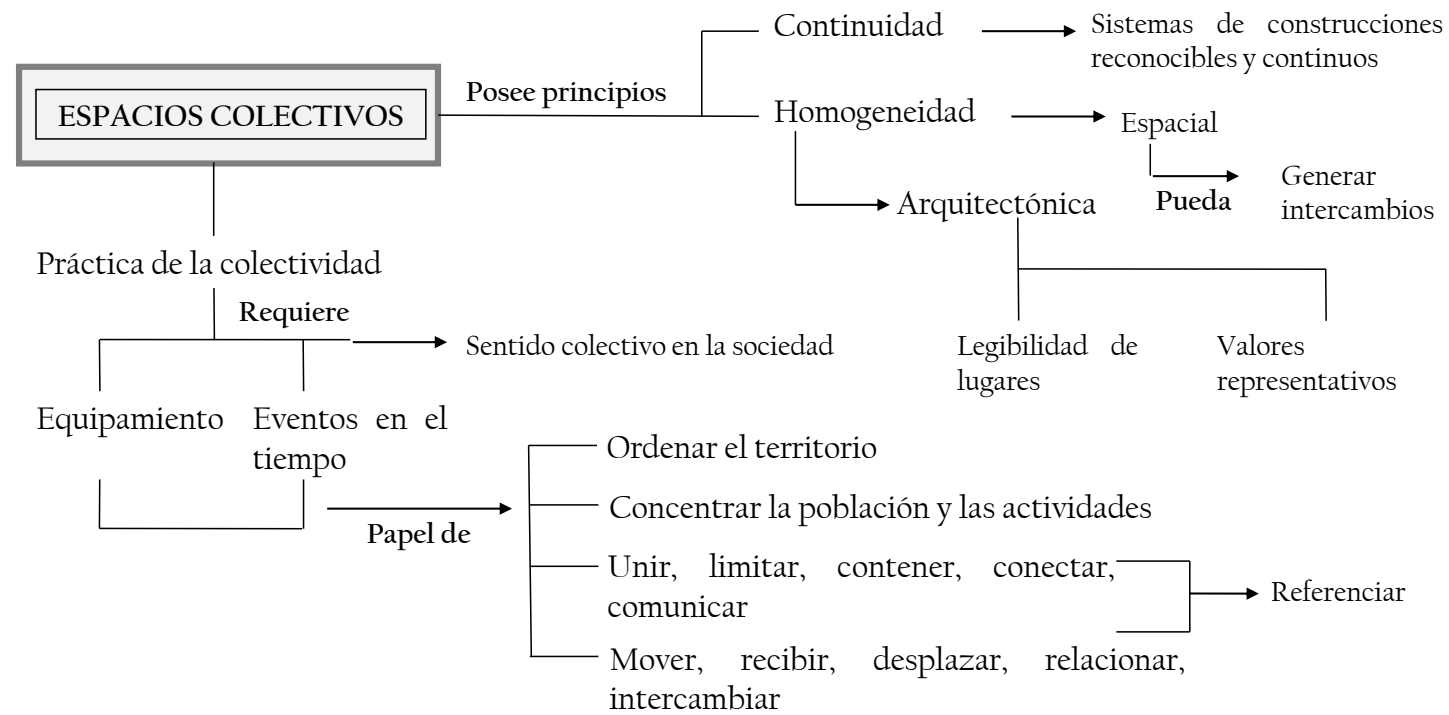 Continuidad
Sistemas de construcciones
reconocibles y continuos
Posee principios
ESPACIOS COLECTIVOS
Homogeneidad
Espacial
Pueda
Generar
intercambios
Arquitectónica
Práctica de la colectividad
Requiere
Sentido colectivo en la sociedad
Legibilidad de
lugares
Valores
representativos
Equipamiento
Eventos en el
tiempo
Papel de
Ordenar el territorio
Concentrar la población y las actividades
Unir, limitar, contener, conectar,
comunicar
Referenciar
Mover, recibir, desplazar, relacionar,
intercambiar